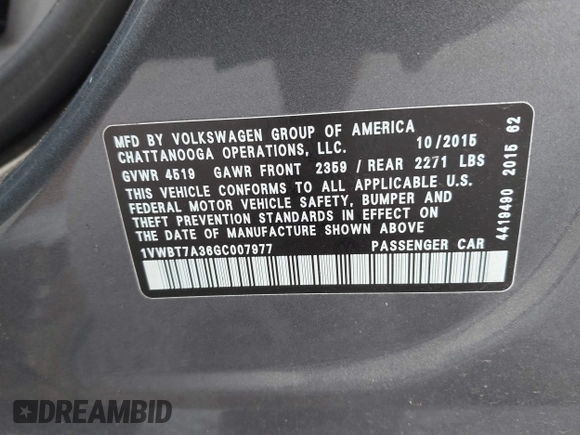 MFD BY VOLKSWAGEN GROUP OF AMERICA
CHATTANOOGA OPERATIONS, LLC. 10/2015
GVWR 4519 GAWR FRONT 2359 / REAR 2271 LBS
THIS VEHICLE CONFORMS TO ALL APPLICABLE U.S.
FEDERAL MOTOR VEHICLE SAFETY, BUMPER AND
THEFT PREVENTION STANDARDS IN EFFECT ON
THE DATE OF MANUFACTURE SHOWN ABOVE
1VWBT7A36GC007977 PASSENGER CAR
4419490 2015 62
DREAMBID